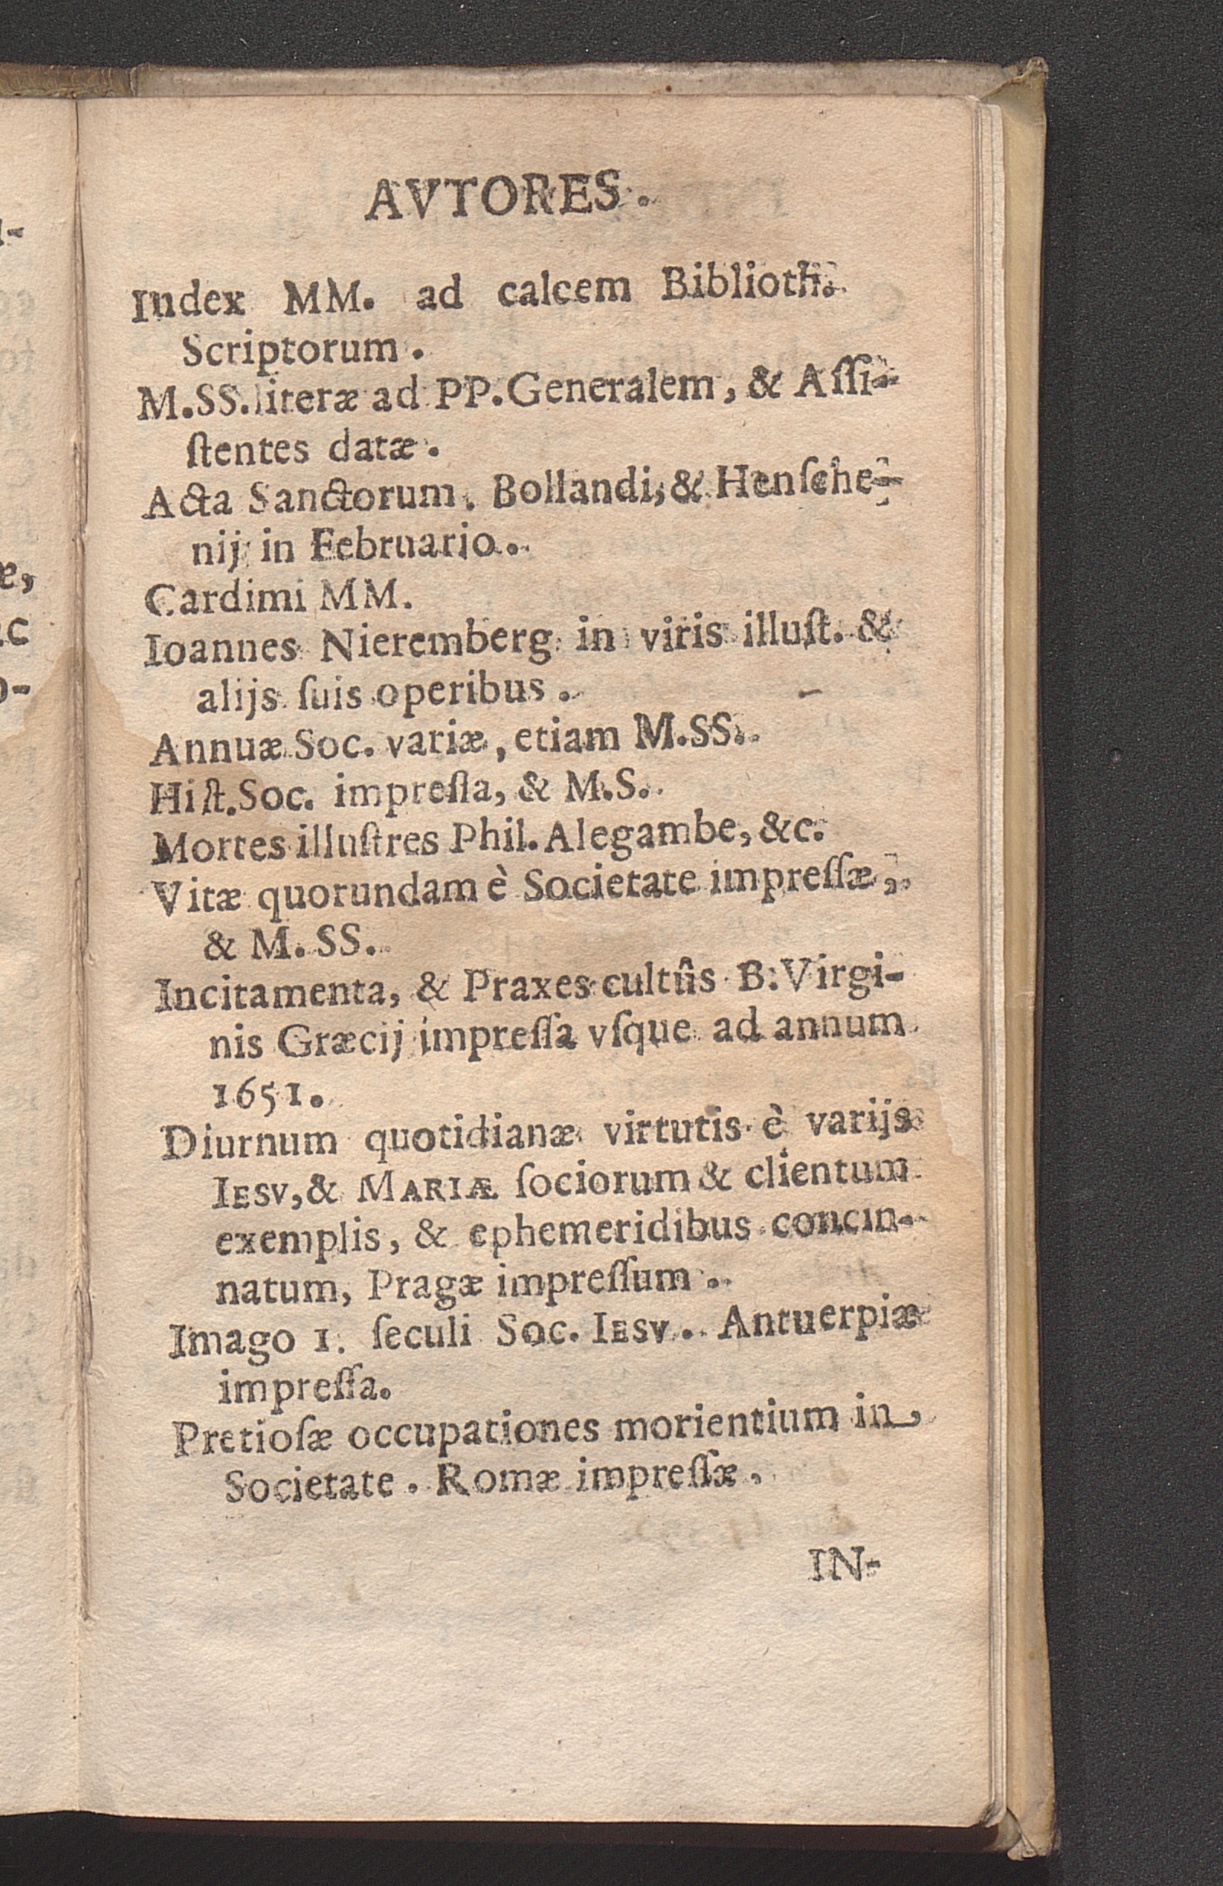 AVTORES.
Index MM. ad calcem Biblioth.
Scriptorum.
M.SS. literæ ad PP. Generalem, & Aſſi-
ſtentes datæ.
Acta Sanctorum. Bollandi, & Henſche-
nij in Februario.
Cardimi MM.
Ioannes Nieremberg in viris illuſt. &
alijs ſuis operibus.
Annuæ Soc. variæ, etiam M.SS.
Hiſt. Soc. impreſſa, & M.S.
Mortes illuſtres Phil. Alegambe, &c.
Vitæ quorundam è Societate impreſſæ,
& M. SS.
Incitamenta, & Praxes cultûs B. Virgi-
nis Græcij impreſſa vſque ad annum
1651.
Diurnum quotidianæ virtutis è varijs
IESV, & MARIÆ ſociorum & clientum
exemplis, & ephemeridibus concin-
natum, Pragæ impreſſum.
Imago 1. ſeculi Soc. IESV. Antuerpiæ
impreſſa.
Pretioſæ occupationes morientium in
Societate. Romæ impreſſæ.
IN-